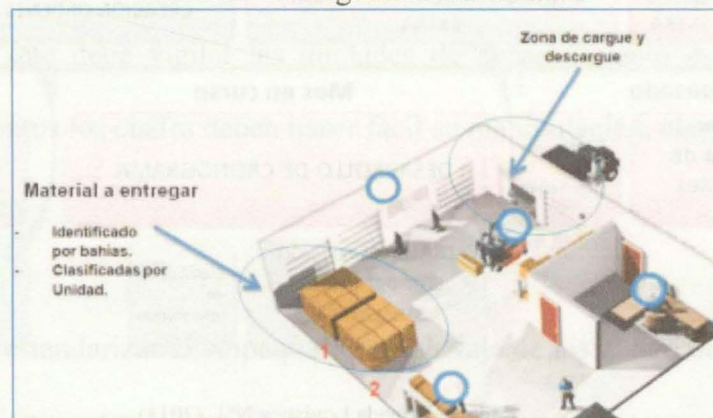 Zona de cargue y
descargue
Material a entregar
- Identificado
por bahias.
- Clasificadas por
Unidad.
1
2